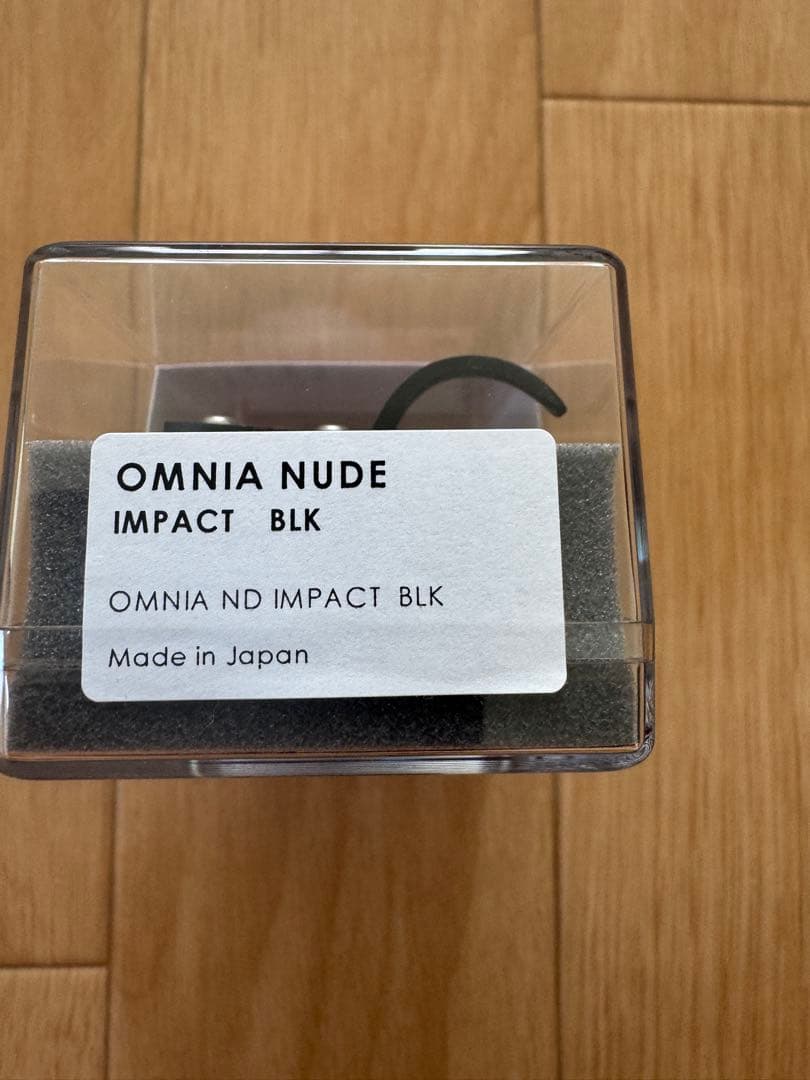 OMNIA NUDE
IMPACT BLK
OMNIA ND IMPACT BLK
Made in Japan